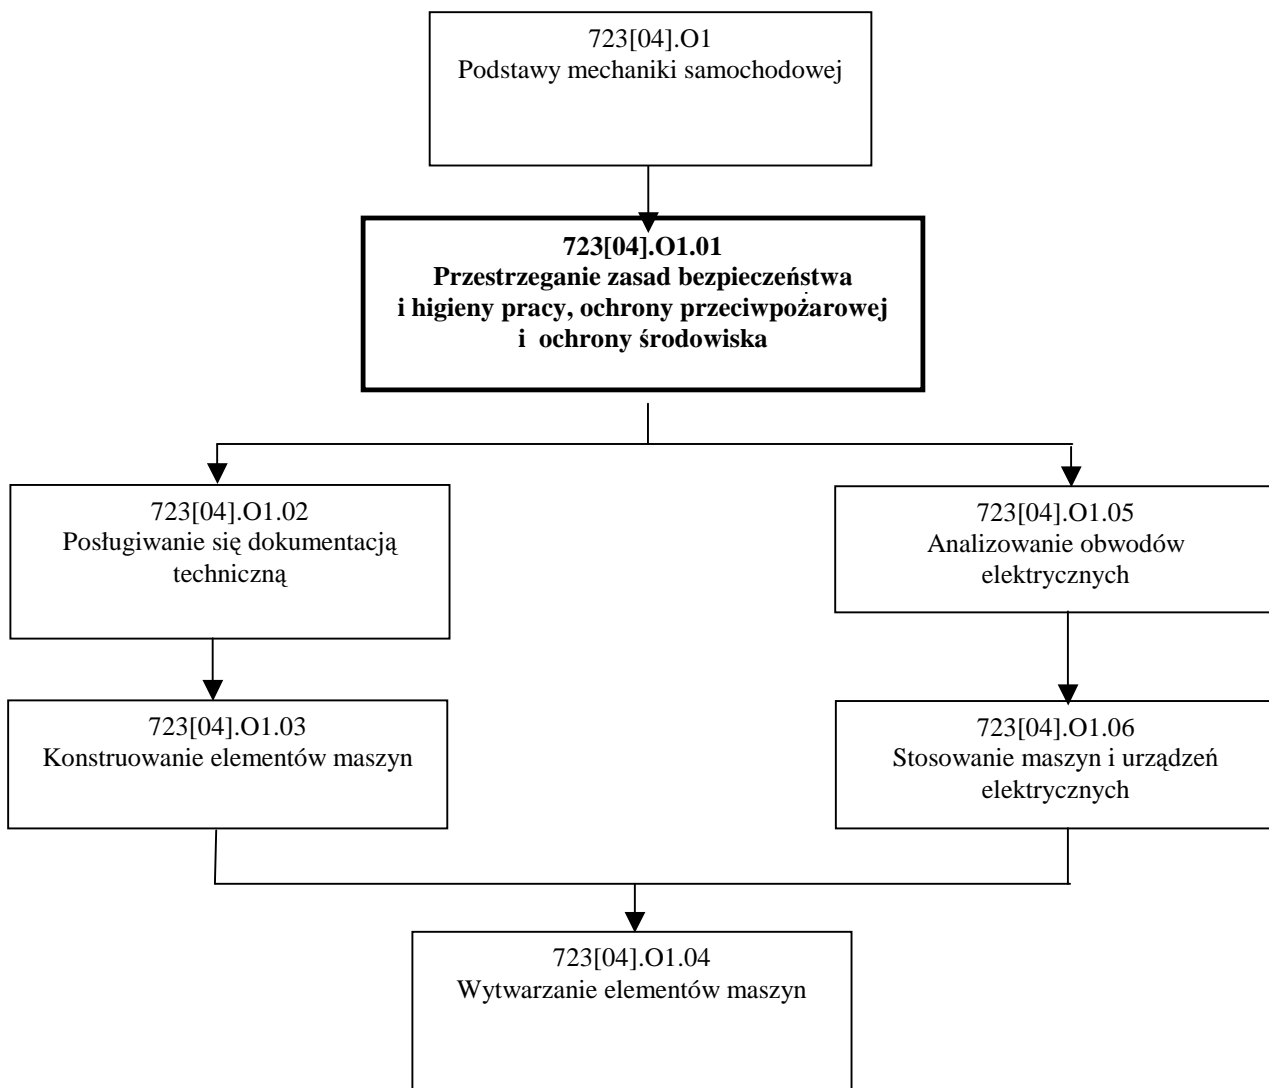 723[04].O1
Podstawy mechaniki samochodowej
723[04].O1.01
Przestrzeganie zasad bezpieczeństwa
i higieny pracy, ochrony przeciwpożarowej
i ochrony środowiska
723[04].O1.02
Posługiwanie się dokumentacją
techniczną
723[04].O1.05
Analizowanie obwodów
elektrycznych
723[04].O1.03
Konstruowanie elementów maszyn
723[04].O1.06
Stosowanie maszyn i urządzeń
elektrycznych
723[04].O1.04
Wytwarzanie elementów maszyn